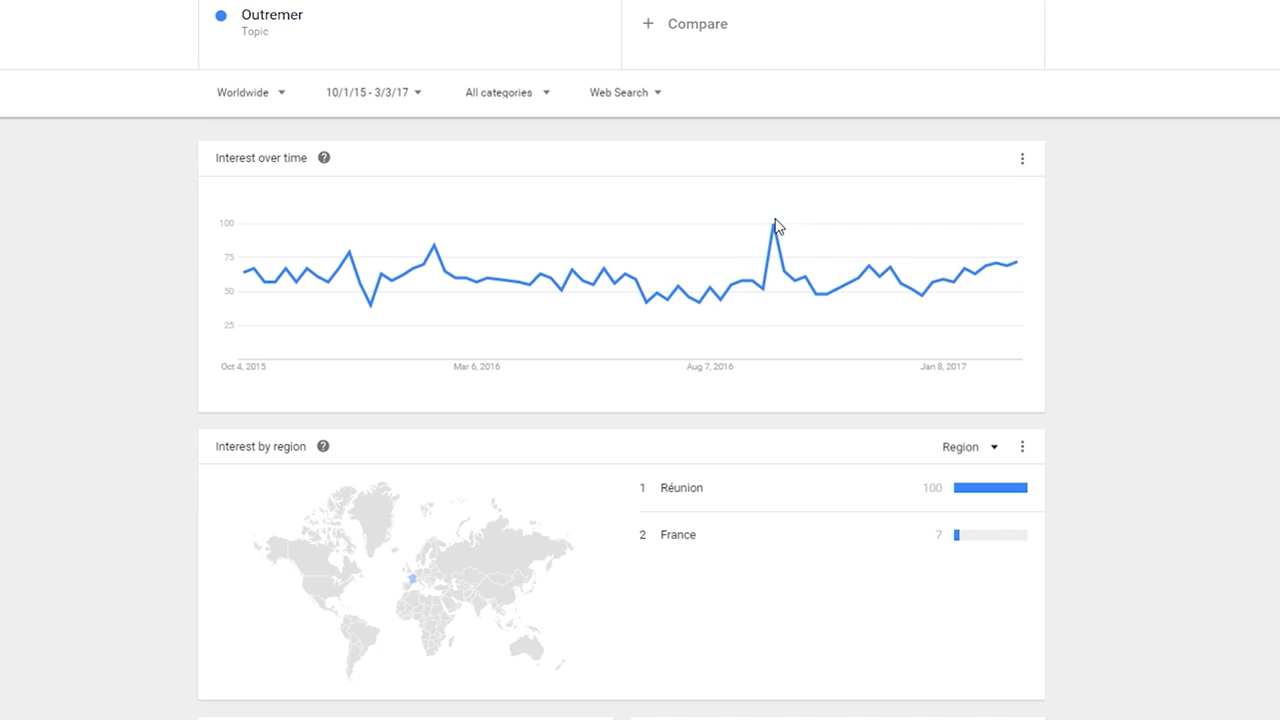 Outremer
Topic
+ Compare
Worldwide
10/1/15 - 3/3/17
All categories
Web Search
Interest over time
100
75
50
25
Oct 4, 2015
Mar 6, 2016
Aug 7, 2016
Jan 8, 2017
Interest by region
Region
1 Réunion 100
2 France 7